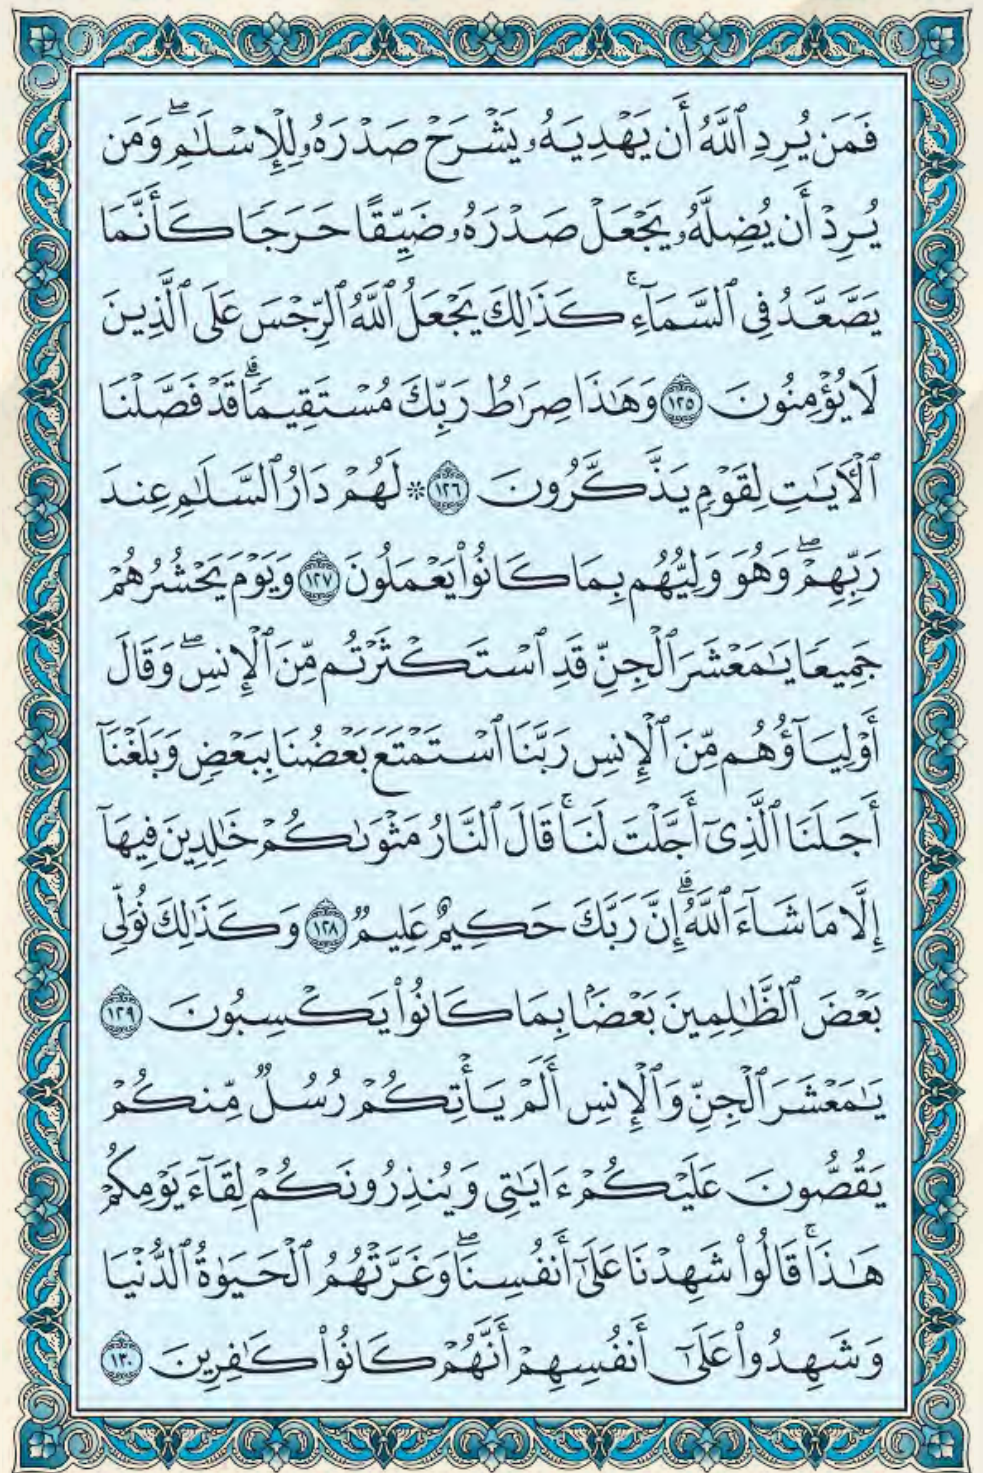 فَمَن يُرِدِ ٱللَّهُ أَن يَهْدِيَهُۥ يَشْرَحْ صَدْرَهُۥ لِلْإِسْلَٰمِۖ وَمَن
يُرِدْ أَن يُضِلَّهُۥ يَجْعَلْ صَدْرَهُۥ ضَيِّقًا حَرَجًا كَأَنَّمَا
يَصَّعَّدُ فِى ٱلسَّمَآءِۚ كَذَٰلِكَ يَجْعَلُ ٱللَّهُ ٱلرِّجْسَ عَلَى ٱلَّذِينَ
لَا يُؤْمِنُونَ ١٢٥ وَهَٰذَا صِرَٰطُ رَبِّكَ مُسْتَقِيمًاۗ قَدْ فَصَّلْنَا
ٱلْأٓيَٰتِ لِقَوْمٍ يَذَّكَّرُونَ ١٢٦ * لَهُمْ دَارُ ٱلسَّلَٰمِ عِندَ
رَبِّهِمْۖ وَهُوَ وَلِيُّهُم بِمَا كَانُوا۟ يَعْمَلُونَ ١٢٧ وَيَوْمَ يَحْشُرُهُمْ
جَمِيعًا يَٰمَعْشَرَ ٱلْجِنِّ قَدِ ٱسْتَكْثَرْتُم مِّنَ ٱلْإِنسِۖ وَقَالَ
أَوْلِيَآؤُهُم مِّنَ ٱلْإِنسِ رَبَّنَا ٱسْتَمْتَعَ بَعْضُنَا بِبَعْضٍ وَبَلَغْنَآ
أَجَلَنَا ٱلَّذِىٓ أَجَّلْتَ لَنَاۚ قَالَ ٱلنَّارُ مَثْوَىٰكُمْ خَٰلِدِينَ فِيهَآ
إِلَّا مَا شَآءَ ٱللَّهُۗ إِنَّ رَبَّكَ حَكِيمٌ عَلِيمٌ ١٢٨ وَكَذَٰلِكَ نُوَلِّى
بَعْضَ ٱلظَّٰلِمِينَ بَعْضًۢا بِمَا كَانُوا۟ يَكْسِبُونَ ١٢٩
يَٰمَعْشَرَ ٱلْجِنِّ وَٱلْإِنسِ أَلَمْ يَأْتِكُمْ رُسُلٌ مِّنكُمْ
يَقُصُّونَ عَلَيْكُمْ ءَايَٰتِى وَيُنذِرُونَكُمْ لِقَآءَ يَوْمِكُمْ
هَٰذَاۚ قَالُوا۟ شَهِدْنَا عَلَىٰٓ أَنفُسِنَاۖ وَغَرَّتْهُمُ ٱلْحَيَوٰةُ ٱلدُّنْيَا
وَشَهِدُوا۟ عَلَىٰٓ أَنفُسِهِمْ أَنَّهُمْ كَانُوا۟ كَٰفِرِينَ ١٣٠